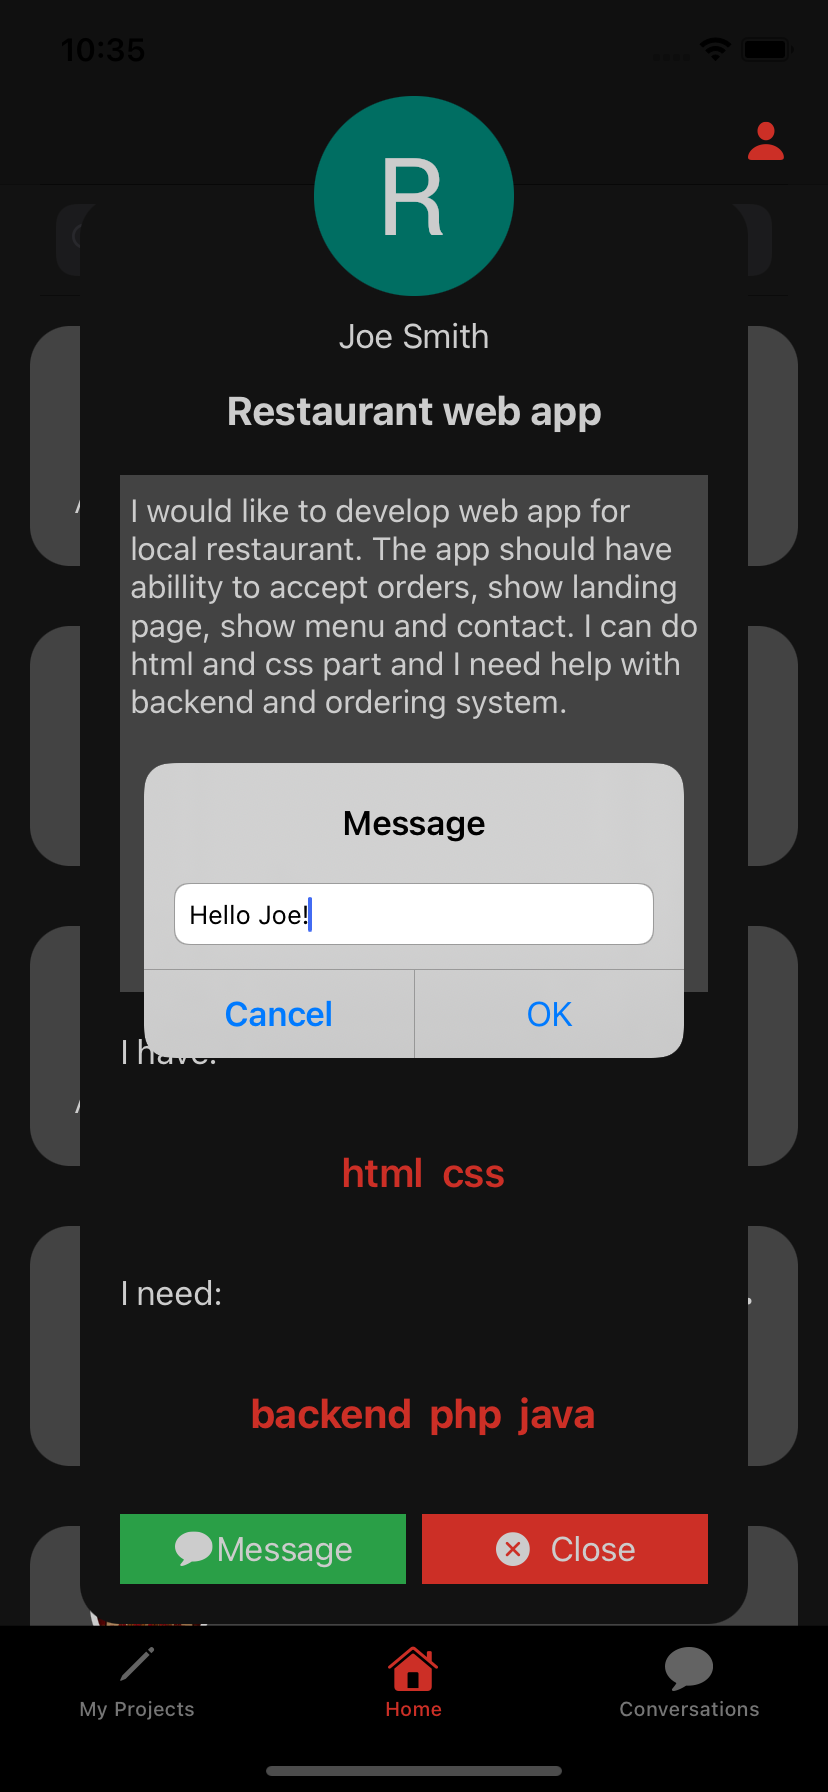 10:35
R
Joe Smith
Restaurant web app
I would like to develop web app for
local restaurant. The app should have
abillity to accept orders, show landing
page, show menu and contact. I can do
html and css part and I need help with
backend and ordering system.
Message
Hello Joe!
Cancel OK
I have:
html css
I need:
backend php java
Message Close
My Projects Home Conversations